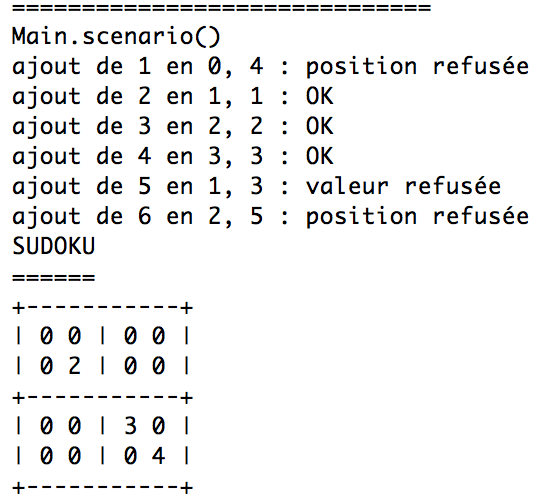 ==============================
Main.scenario()
ajout de 1 en 0, 4 : position refusée
ajout de 2 en 1, 1 : OK
ajout de 3 en 2, 2 : OK
ajout de 4 en 3, 3 : OK
ajout de 5 en 1, 3 : valeur refusée
ajout de 6 en 2, 5 : position refusée
SUDOKU
======
+-----------+
| 0 0 | 0 0 |
| 0 2 | 0 0 |
+-----------+
| 0 0 | 3 0 |
| 0 0 | 0 4 |
+-----------+